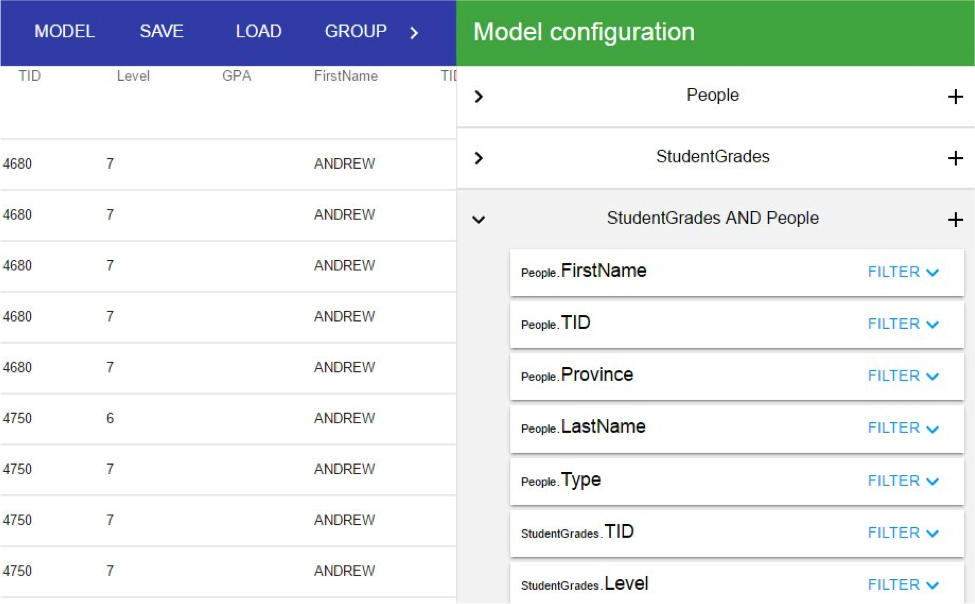 MODEL SAVE LOAD GROUP
TID Level GPA FirstName
4680 7 ANDREW
4680 7 ANDREW
4680 7 ANDREW
4680 7 ANDREW
4680 7 ANDREW
4750 6 ANDREW
4750 7 ANDREW
4750 7 ANDREW
4750 7 ANDREW
Model configuration
People +
StudentGrades +
StudentGrades AND People +
People.FirstName FILTER
People.TID FILTER
People.Province FILTER
People.LastName FILTER
People.Type FILTER
StudentGrades.TID FILTER
StudentGrades.Level FILTER